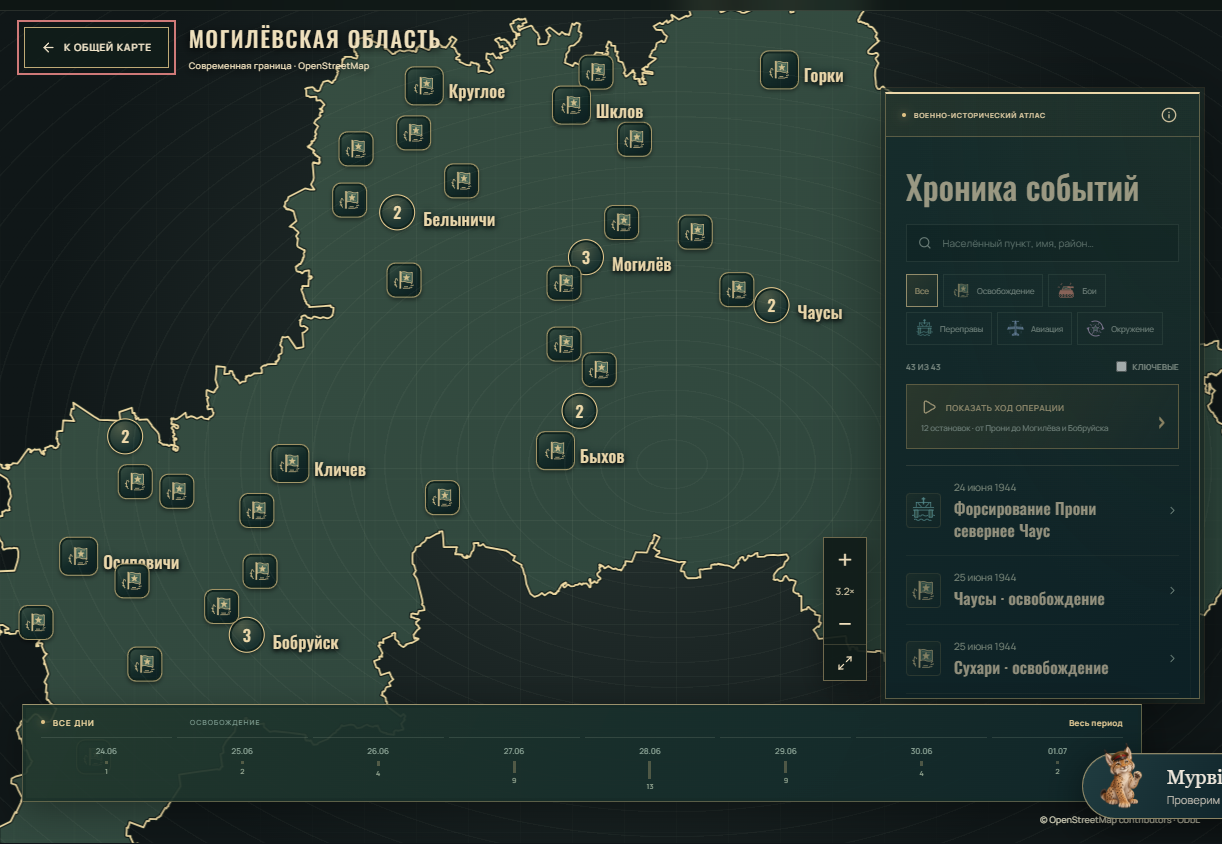 К ОБЩЕЙ КАРТЕ
МОГИЛЁВСКАЯ ОБЛАСТЬ
Современная граница · OpenStreetMap
Круглое
Шклов
Горки
2
Белыничи
3
Могилёв
2
Чаусы
2
2
Кличев
Быхов
Осиповичи
3
Бобруйск
+
3.2×
−
ВОЕННО-ИСТОРИЧЕСКИЙ АТЛАС
Хроника событий
Населённый пункт, имя, район…
Все
Освобождение
Бои
Переправы
Авиация
Окружение
43 ИЗ 43
КЛЮЧЕВЫЕ
ПОКАЗАТЬ ХОД ОПЕРАЦИИ
12 остановок · от Прони до Могилёва и Бобруйска
24 июня 1944
Форсирование Прони
севернее Чаус
25 июня 1944
Чаусы · освобождение
25 июня 1944
Сухари · освобождение
ВСЕ ДНИ
ОСВОБОЖДЕНИЕ
Весь период
24.06
25.06
26.06
27.06
28.06
29.06
30.06
01.07
1
2
4
9
13
9
4
2
Мурві
Проверим
© OpenStreetMap contributors · ODbL